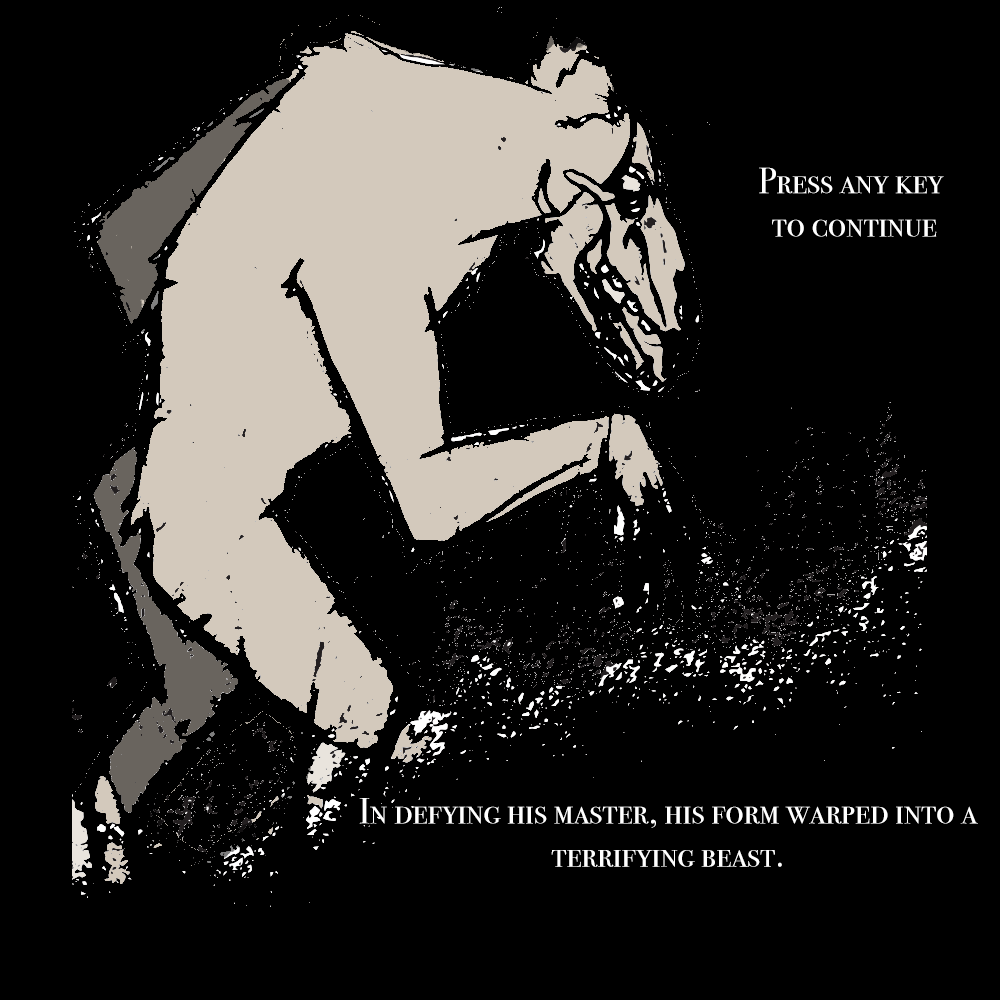 Press any key
to continue
In defying his master, his form warped into a
terrifying beast.